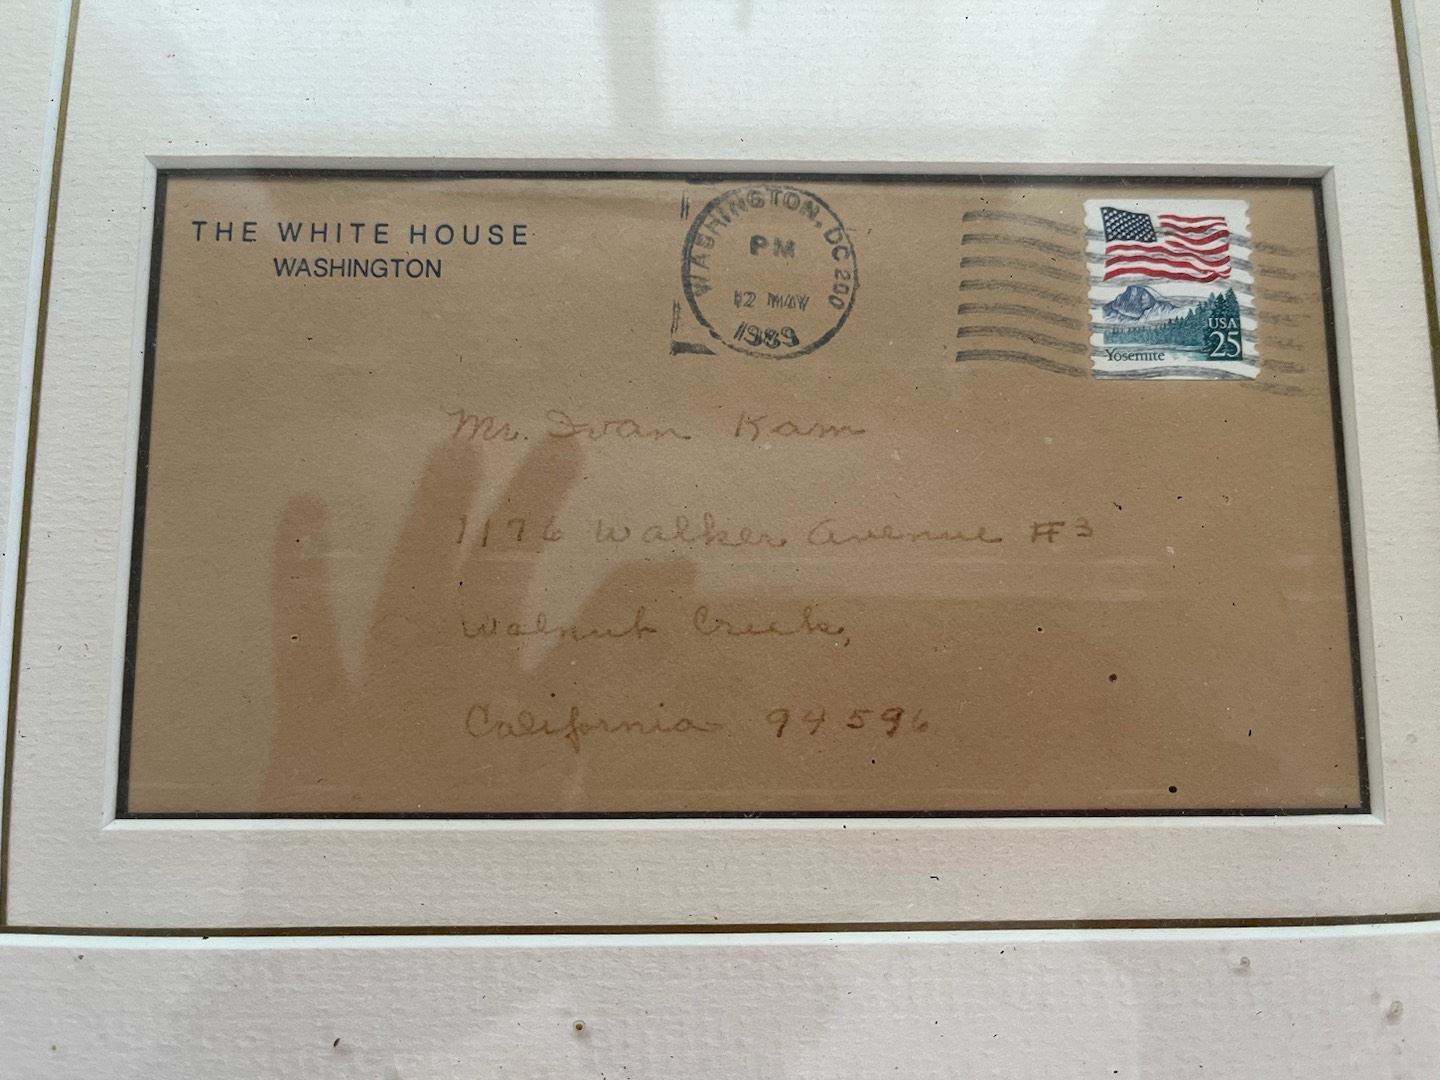 THE WHITE HOUSE
WASHINGTON
WASHINGTON, DC 200
PM
12 MAY
1989
USA
25
Yosemite
Mr. Ivan Kam
1176 Walker Avenue #3
Walnut Creek,
California 94596